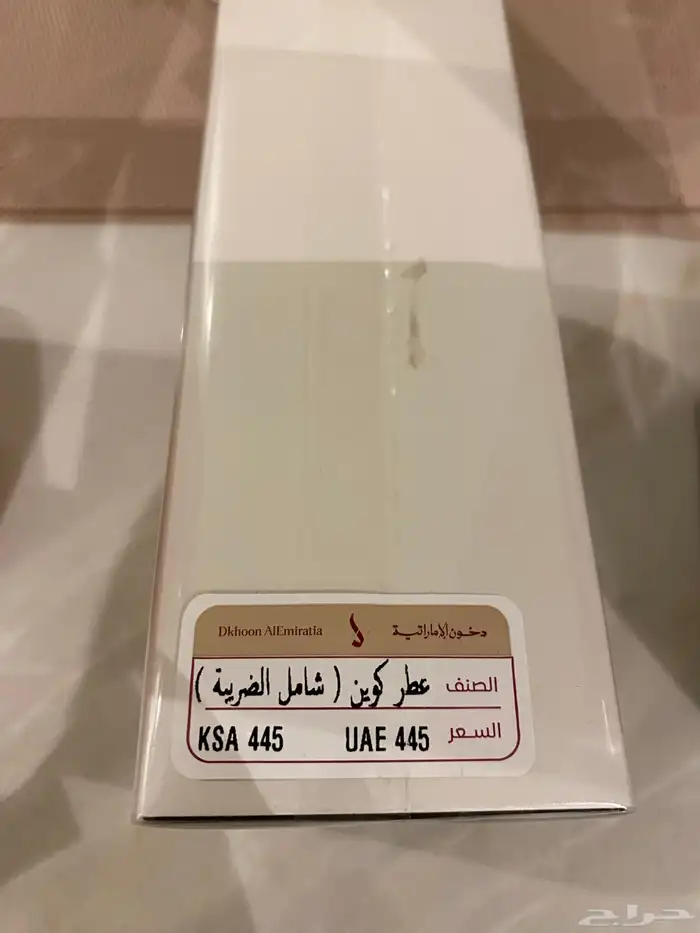 Dkhoon AlEmiratia دخون الإماراتية
الصنف عطر كوين ( شامل الضريبة )
السعر UAE 445 KSA 445
حراج